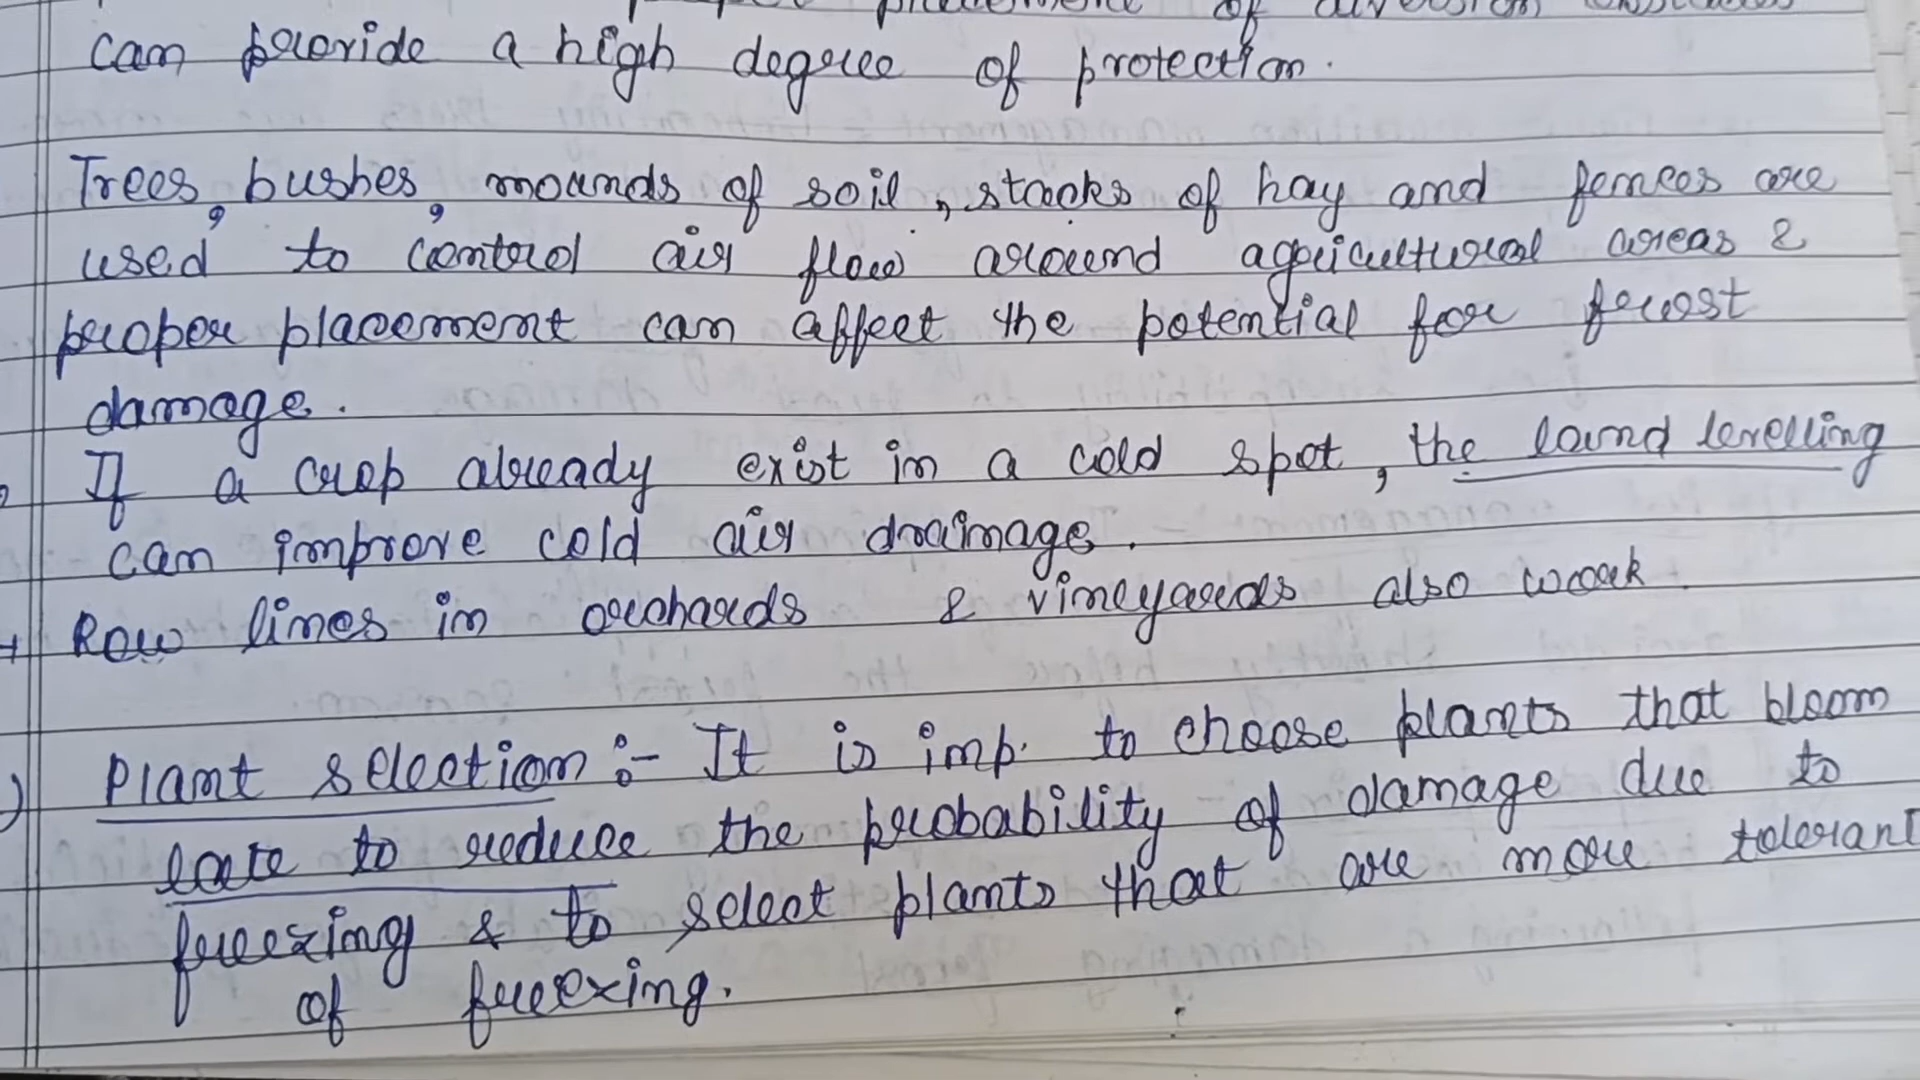 placement of diversion obstacles
can provide a high degree of protection.
Trees, bushes, mounds of soil, stacks of hay and fences are
used to control air flow around agricultural areas &
proper placement can affect the potential for frost
damage.
If a crop already exist in a cold spot, the land levelling
can improve cold air drainage.
Row lines in orchards & vineyards also work
Plant selection :- It is imp. to choose plants that bloom
late to reduce the probability of damage due to
freezing & to select plants that are more tolerant
of freezing.